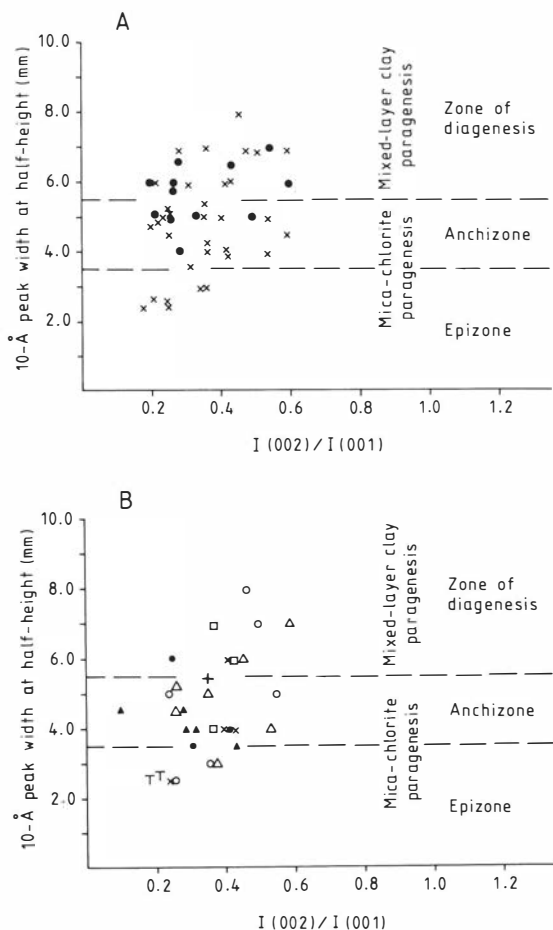 A
10-Å peak width at half-height (mm)
10.0
8.0
6.0
4.0
2.0
0.2
0.4
0.6
0.8
1.0
1.2
I (002) / I (001)
Mixed-layer clay
paragenesis
Mica-chlorite
paragenesis
Zone of
diagenesis
Anchizone
Epizone
B
10-Å peak width at half-height (mm)
10.0
8.0
6.0
4.0
2.0
0.2
0.4
0.6
0.8
1.0
1.2
I (002) / I (001)
Mixed-layer clay
paragenesis
Mica-chlorite
paragenesis
Zone of
diagenesis
Anchizone
Epizone
T T